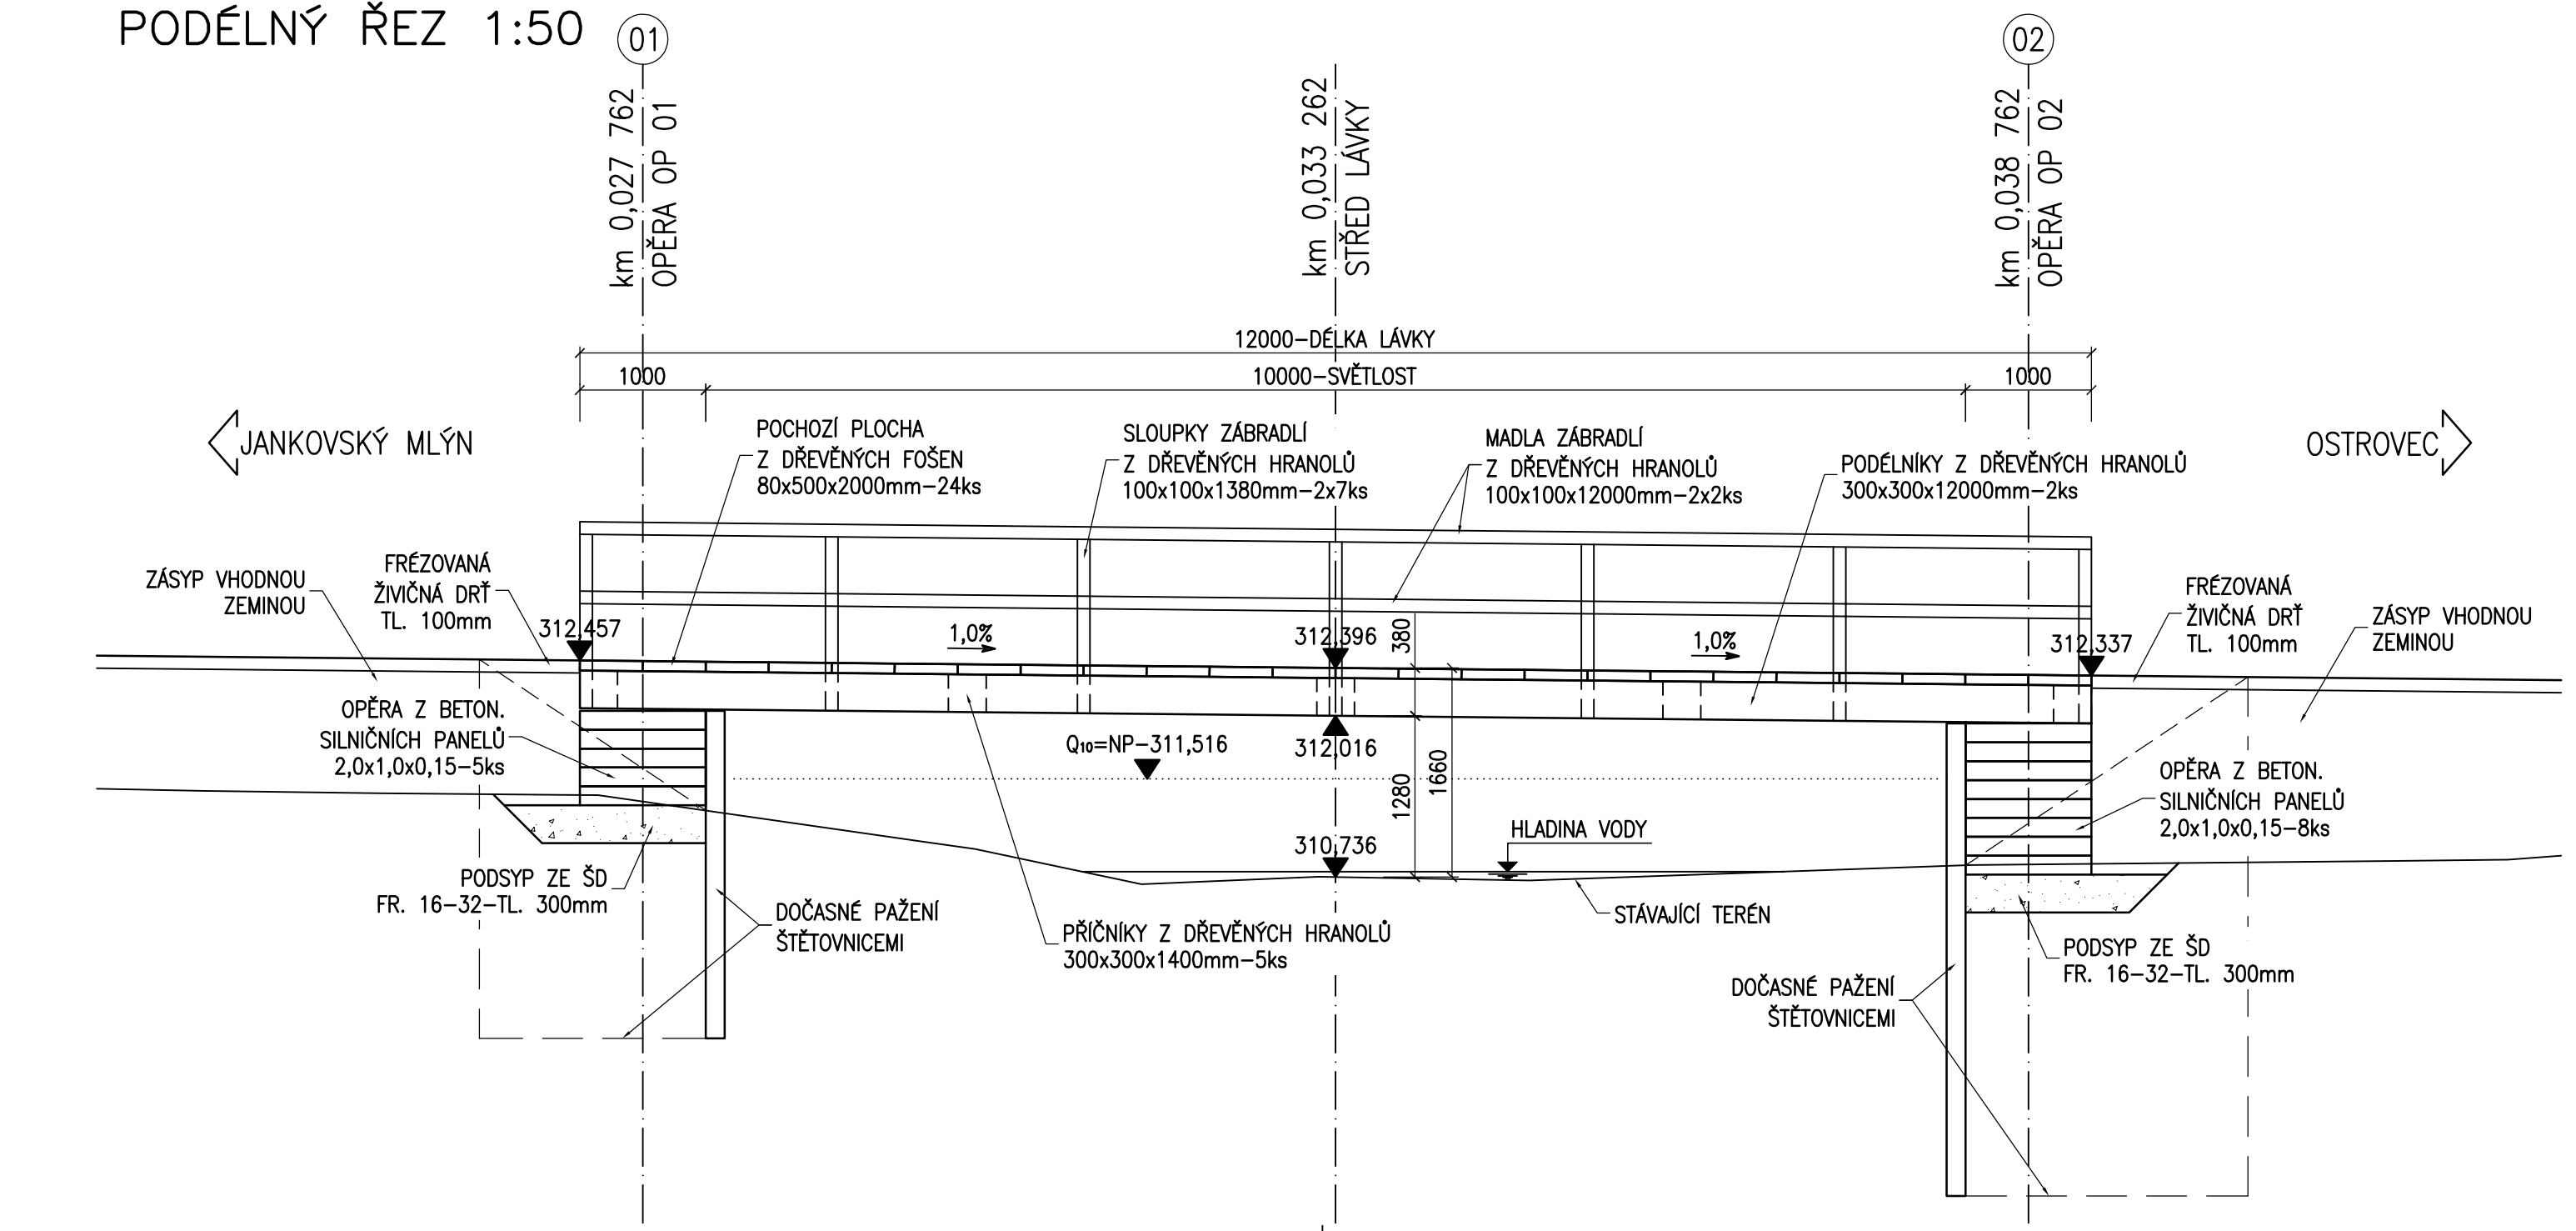 PODÉLNÝ ŘEZ 1:50
01
km 0,027 762
OPĚRA OP 01
km 0,033 262
STŘED LÁVKY
02
km 0,038 762
OPĚRA OP 02
12000-DÉLKA LÁVKY
1000
10000-SVĚTLOST
1000
JANKOVSKÝ MLÝN
OSTROVEC
POCHOZÍ PLOCHA
Z DŘEVĚNÝCH FOŠEN
80x500x2000mm-24ks
SLOUPKY ZÁBRADLÍ
Z DŘEVĚNÝCH HRANOLŮ
100x100x1380mm-2x7ks
MADLA ZÁBRADLÍ
Z DŘEVĚNÝCH HRANOLŮ
100x100x12000mm-2x2ks
PODÉLNÍKY Z DŘEVĚNÝCH HRANOLŮ
300x300x12000mm-2ks
ZÁSYP VHODNOU
ZEMINOU
FRÉZOVANÁ
ŽIVIČNÁ DRŤ
TL. 100mm
312,457
1,0%
312,396
380
1,0%
312,337
FRÉZOVANÁ
ŽIVIČNÁ DRŤ
TL. 100mm
ZÁSYP VHODNOU
ZEMINOU
OPĚRA Z BETON.
SILNIČNÍCH PANELŮ
2,0x1,0x0,15-5ks
Q₁₀=NP-311,516
312,016
1280
1660
OPĚRA Z BETON.
SILNIČNÍCH PANELŮ
2,0x1,0x0,15-8ks
310,736
HLADINA VODY
PODSYP ZE ŠD
FR. 16-32-TL. 300mm
DOČASNÉ PAŽENÍ
ŠTĚTOVNICEMI
PŘÍČNÍKY Z DŘEVĚNÝCH HRANOLŮ
300x300x1400mm-5ks
STÁVAJÍCÍ TERÉN
PODSYP ZE ŠD
FR. 16-32-TL. 300mm
DOČASNÉ PAŽENÍ
ŠTĚTOVNICEMI